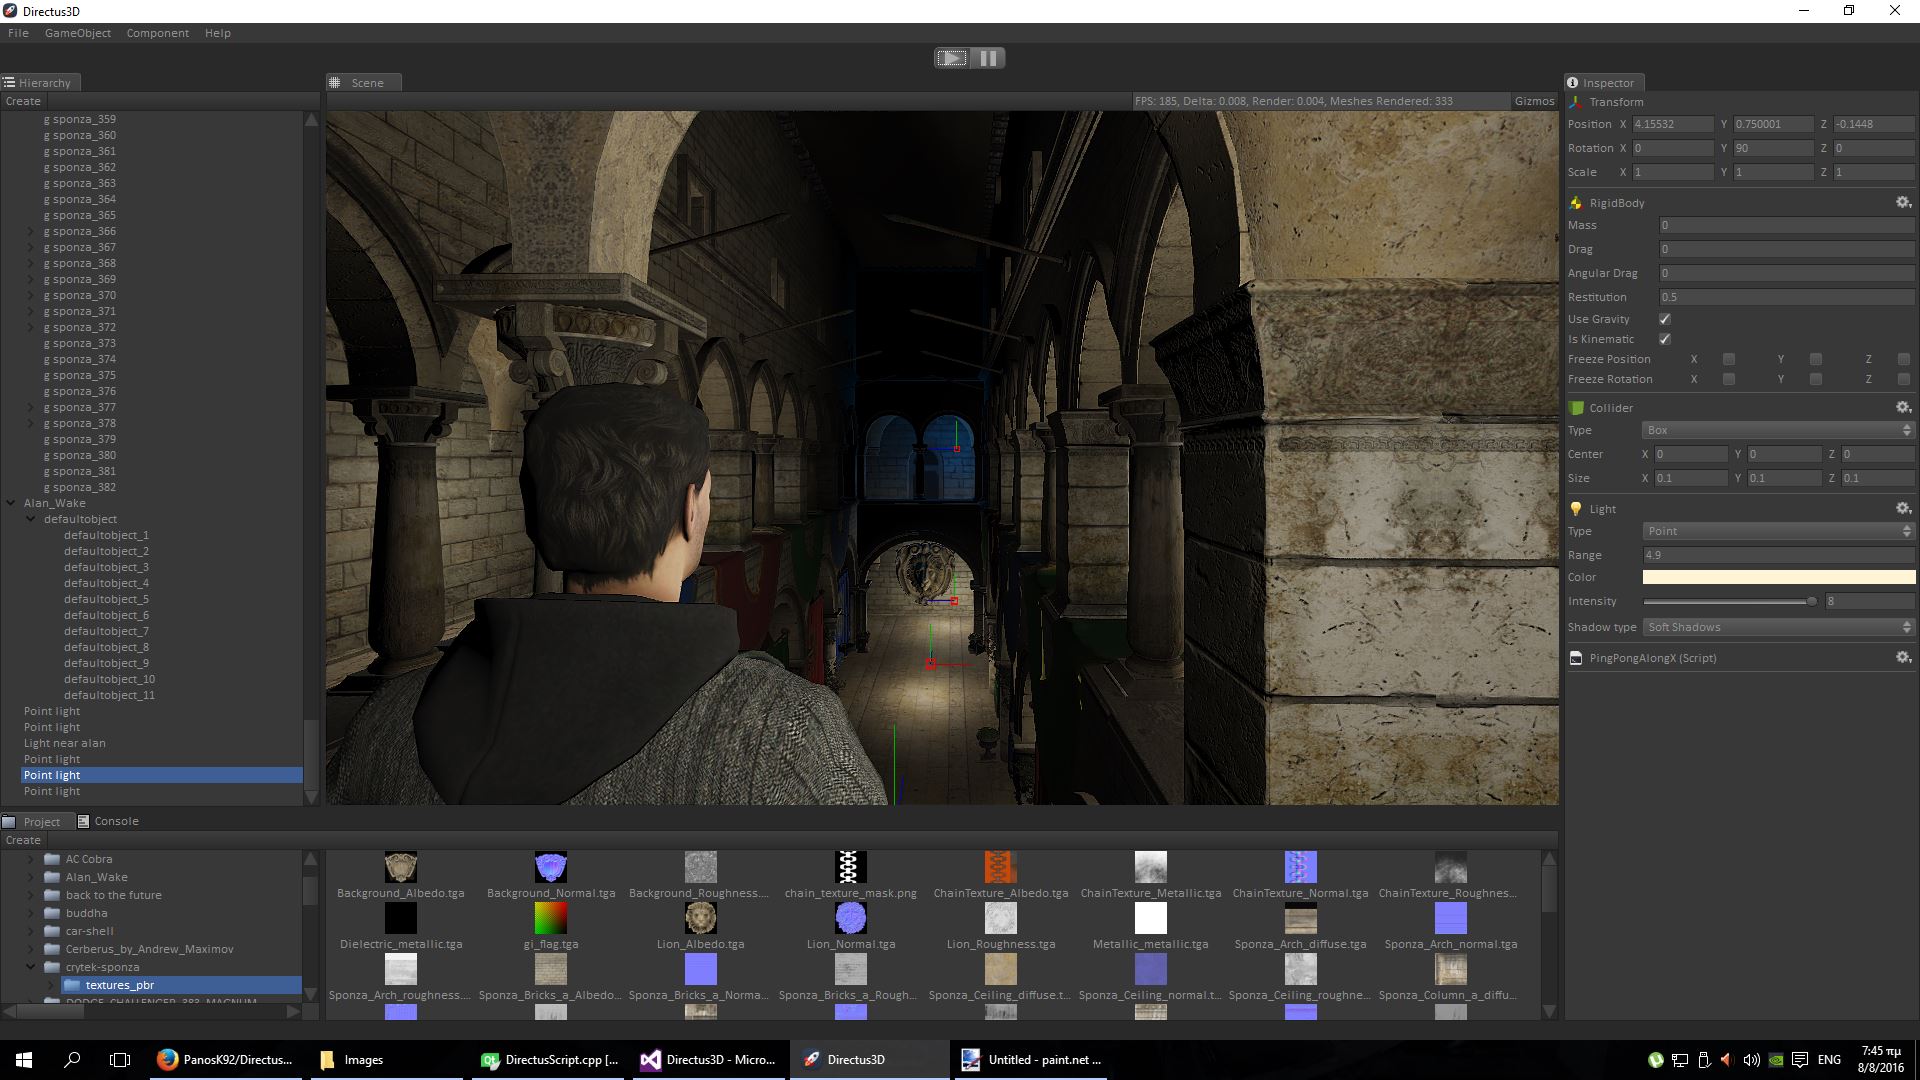 Directus3D
File GameObject Component Help
Hierarchy
Create
g sponza_359
g sponza_360
g sponza_361
g sponza_362
g sponza_363
g sponza_364
g sponza_365
g sponza_366
g sponza_367
g sponza_368
g sponza_369
g sponza_370
g sponza_371
g sponza_372
g sponza_373
g sponza_374
g sponza_375
g sponza_376
g sponza_377
g sponza_378
g sponza_379
g sponza_380
g sponza_381
g sponza_382
Alan_Wake
defaultobject
defaultobject_1
defaultobject_2
defaultobject_3
defaultobject_4
defaultobject_5
defaultobject_6
defaultobject_7
defaultobject_8
defaultobject_9
defaultobject_10
defaultobject_11
Point light
Point light
Light near alan
Point light
Point light
Point light
Scene
FPS: 185, Delta: 0.008, Render: 0.004, Meshes Rendered: 333
Gizmos
Inspector
Transform
Position X 4.15532 Y 0.750001 Z -0.1448
Rotation X 0 Y 90 Z 0
Scale X 1 Y 1 Z 1
RigidBody
Mass 0
Drag 0
Angular Drag 0
Restitution 0.5
Use Gravity
Is Kinematic
Freeze Position X Y Z
Freeze Rotation X Y Z
Collider
Type Box
Center X 0 Y 0 Z 0
Size X 0.1 Y 0.1 Z 0.1
Light
Type Point
Range 4.9
Color
Intensity 8
Shadow type Soft Shadows
PingPongAlongX (Script)
Project Console
Create
AC Cobra
Alan_Wake
back to the future
buddha
car-shell
Cerberus_by_Andrew_Maximov
crytek-sponza
textures_pbr
DODGE_CHALLENGER_383_MAGNUM
Background_Albedo.tga Background_Normal.tga Background_Roughness.... chain_texture_mask.png ChainTexture_Albedo.tga ChainTexture_Metallic.tga ChainTexture_Normal.tga ChainTexture_Roughnes...
Dielectric_metallic.tga gi_flag.tga Lion_Albedo.tga Lion_Normal.tga Lion_Roughness.tga Metallic_metallic.tga Sponza_Arch_diffuse.tga Sponza_Arch_normal.tga
Sponza_Arch_roughness.... Sponza_Bricks_a_Albedo... Sponza_Bricks_a_Norma... Sponza_Bricks_a_Rough... Sponza_Ceiling_diffuse.t... Sponza_Ceiling_normal.t... Sponza_Ceiling_roughne... Sponza_Column_a_diffu...
PanosK92/Directus... Images DirectusScript.cpp [... Directus3D - Micro... Directus3D Untitled - paint.net ...
ENG
7:45 πμ
8/8/2016